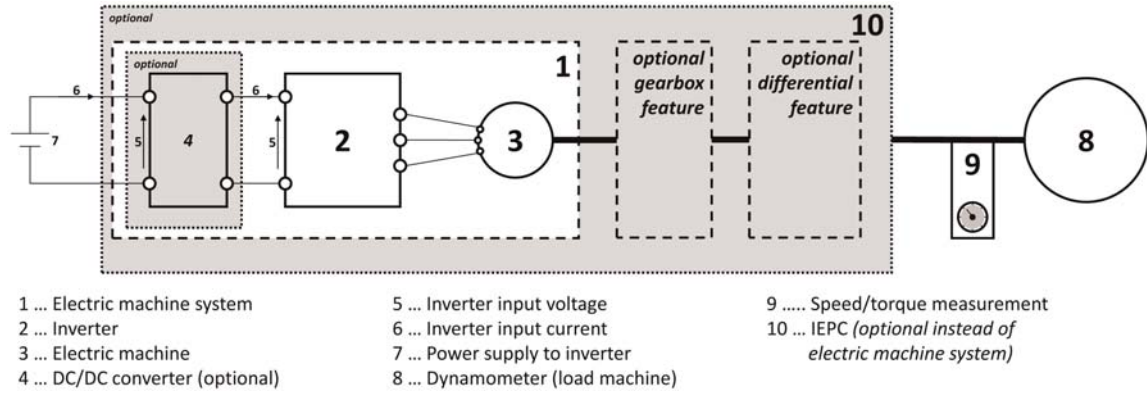 optional
10
optional
1
optional
gearbox
feature
optional
differential
feature
6
6
7
5
4
5
2
3
9
8
1 ... Electric machine system
2 ... Inverter
3 ... Electric machine
4 ... DC/DC converter (optional)
5 ... Inverter input voltage
6 ... Inverter input current
7 ... Power supply to inverter
8 ... Dynamometer (load machine)
9 ..... Speed/torque measurement
10 ... IEPC (optional instead of
electric machine system)